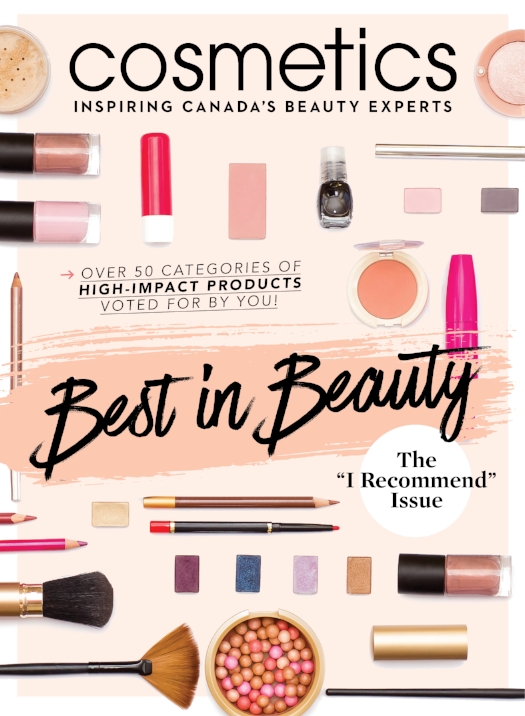 cosmetics
INSPIRING CANADA'S BEAUTY EXPERTS
→ OVER 50 CATEGORIES OF
HIGH-IMPACT PRODUCTS
VOTED FOR BY YOU!
Best in Beauty
The
“I Recommend”
Issue